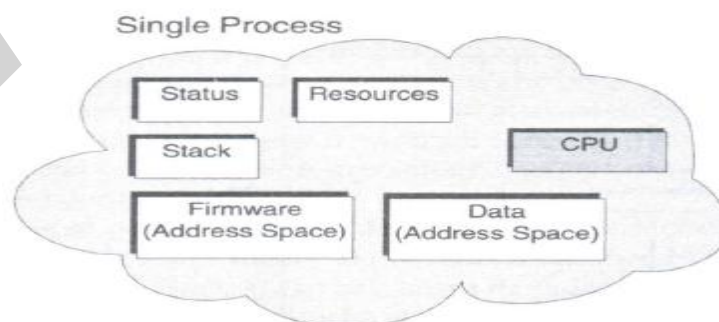 Single Process
Status
Resources
Stack
CPU
Firmware
(Address Space)
Data
(Address Space)